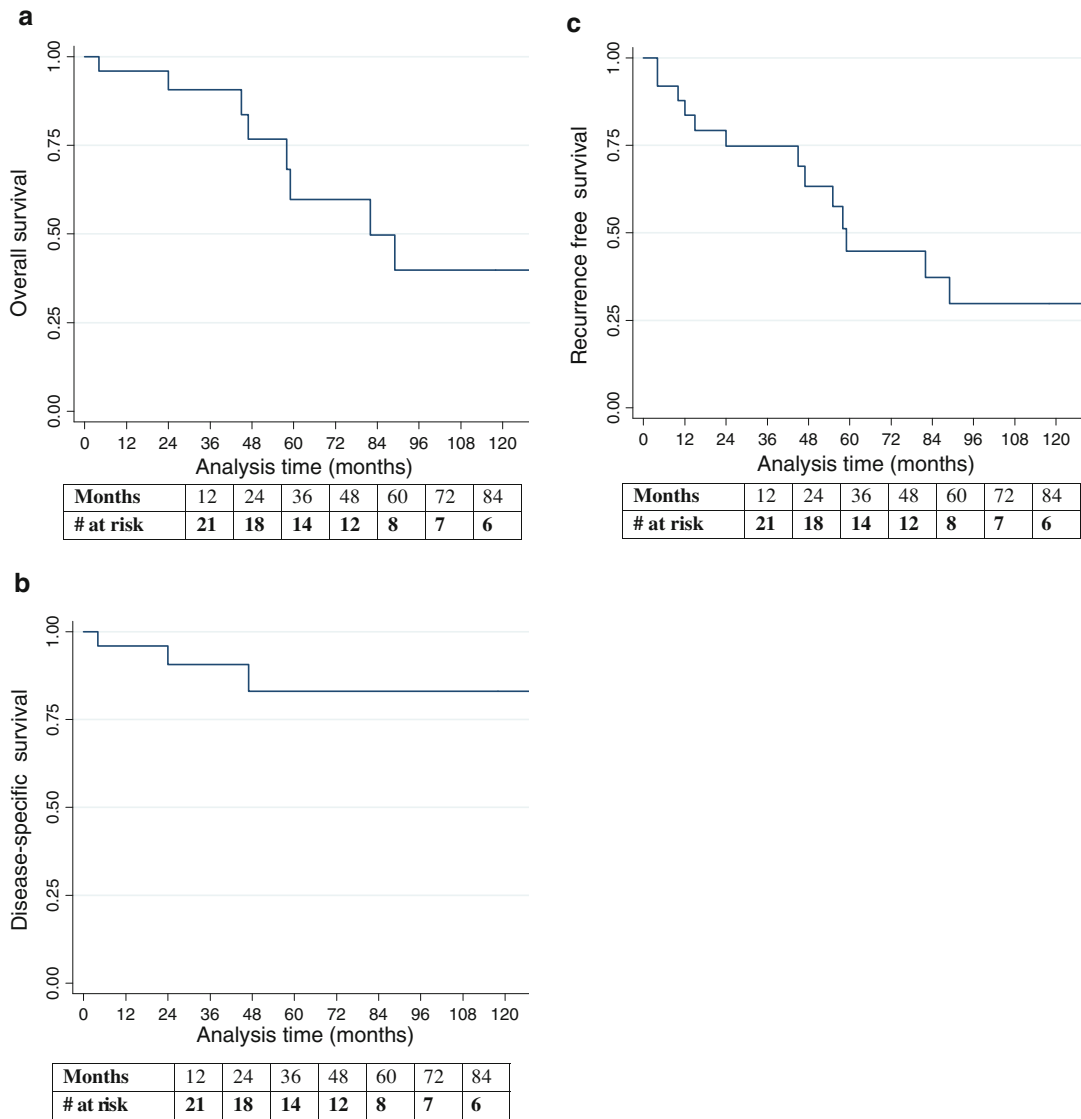 a
Overall survival
1.00
0.75
0.50
0.25
0.00
0 12 24 36 48 60 72 84 96 108 120
Analysis time (months)
Months 12 24 36 48 60 72 84
# at risk 21 18 14 12 8 7 6
b
Disease-specific survival
1.00
0.75
0.50
0.25
0.00
0 12 24 36 48 60 72 84 96 108 120
Analysis time (months)
Months 12 24 36 48 60 72 84
# at risk 21 18 14 12 8 7 6
c
Recurrence free survival
1.00
0.75
0.50
0.25
0.00
0 12 24 36 48 60 72 84 96 108 120
Analysis time (months)
Months 12 24 36 48 60 72 84
# at risk 21 18 14 12 8 7 6